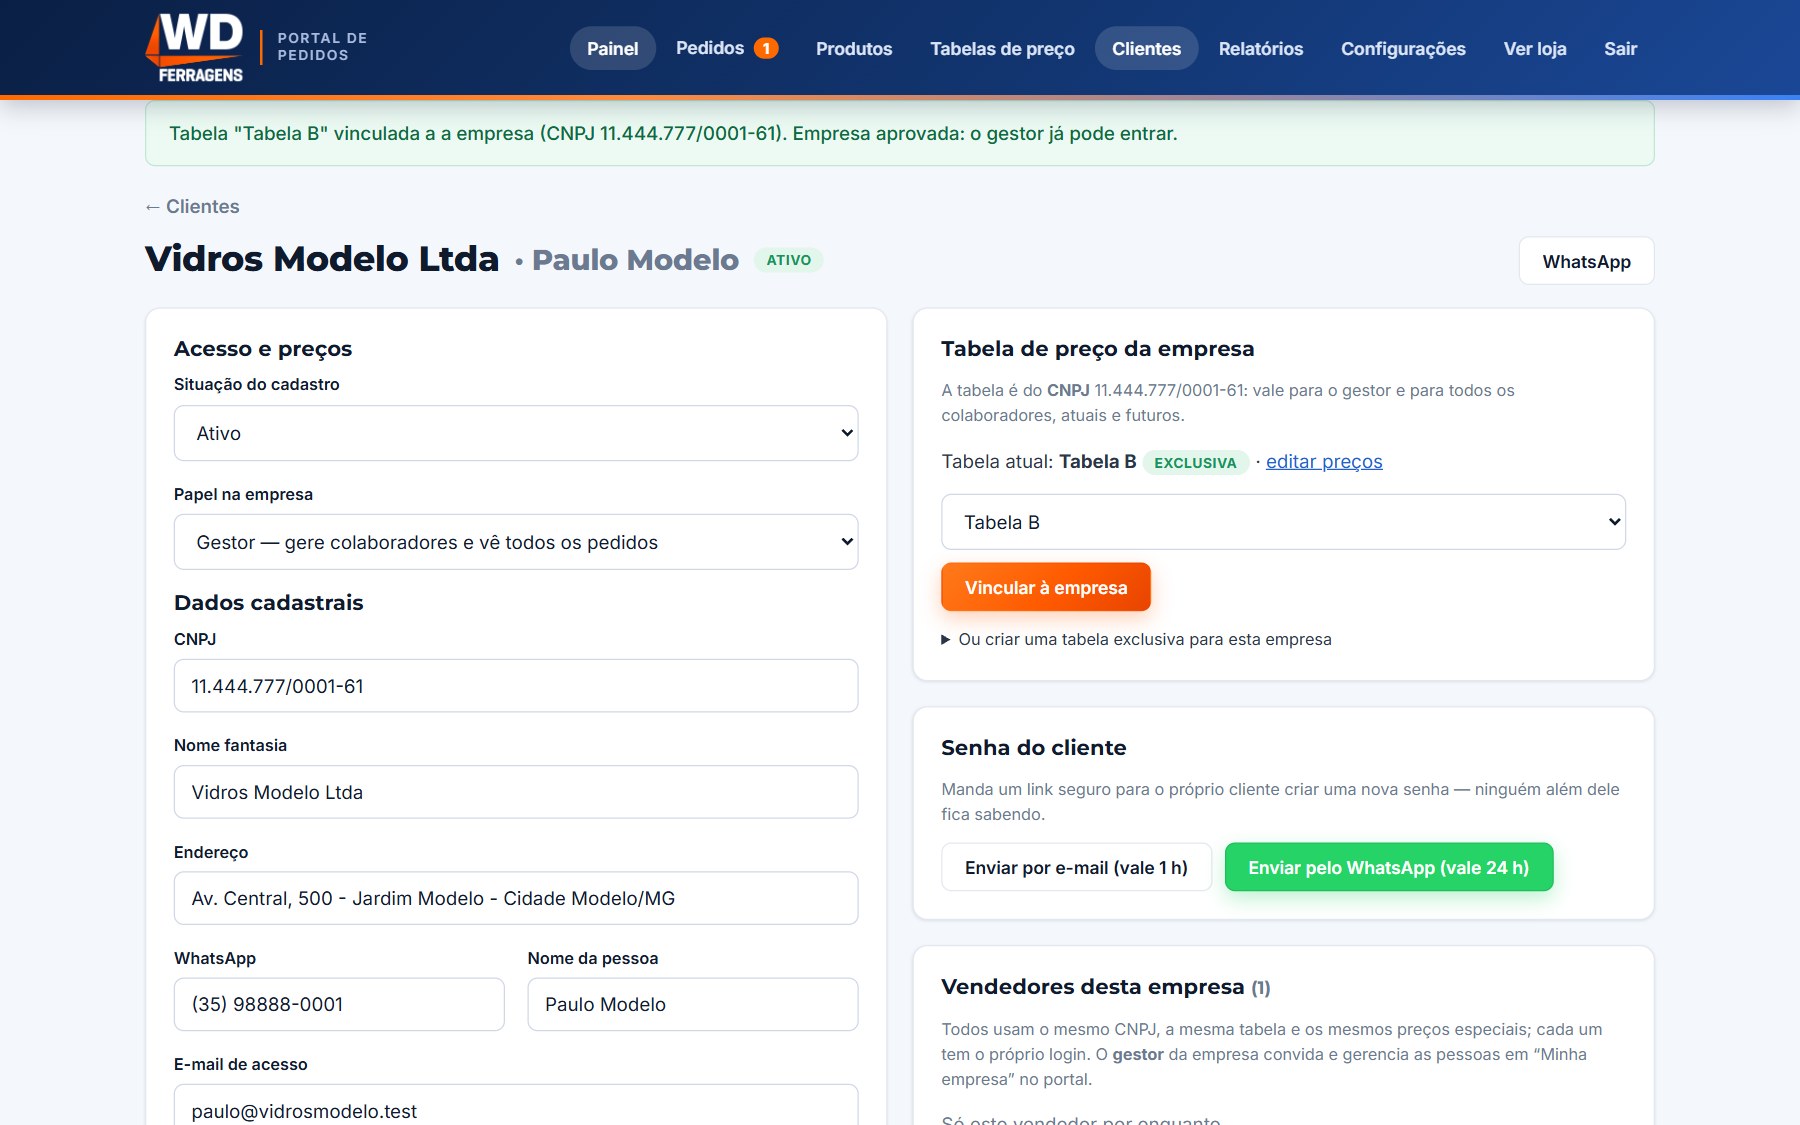 WD
FERRAGENS
PORTAL DE
PEDIDOS
Painel
Pedidos 1
Produtos
Tabelas de preço
Clientes
Relatórios
Configurações
Ver loja
Sair
Tabela "Tabela B" vinculada a a empresa (CNPJ 11.444.777/0001-61). Empresa aprovada: o gestor já pode entrar.
← Clientes
Vidros Modelo Ltda · Paulo Modelo ATIVO
WhatsApp
Acesso e preços
Situação do cadastro
Ativo
Papel na empresa
Gestor — gere colaboradores e vê todos os pedidos
Dados cadastrais
CNPJ
11.444.777/0001-61
Nome fantasia
Vidros Modelo Ltda
Endereço
Av. Central, 500 - Jardim Modelo - Cidade Modelo/MG
WhatsApp
(35) 98888-0001
Nome da pessoa
Paulo Modelo
E-mail de acesso
paulo@vidrosmodelo.test
Tabela de preço da empresa
A tabela é do CNPJ 11.444.777/0001-61: vale para o gestor e para todos os
colaboradores, atuais e futuros.
Tabela atual: Tabela B EXCLUSIVA · editar preços
Tabela B
Vincular à empresa
▶ Ou criar uma tabela exclusiva para esta empresa
Senha do cliente
Manda um link seguro para o próprio cliente criar uma nova senha — ninguém além dele
fica sabendo.
Enviar por e-mail (vale 1 h)
Enviar pelo WhatsApp (vale 24 h)
Vendedores desta empresa (1)
Todos usam o mesmo CNPJ, a mesma tabela e os mesmos preços especiais; cada um
tem o próprio login. O gestor da empresa convida e gerencia as pessoas em “Minha
empresa” no portal.
Só este vendedor por enquanto